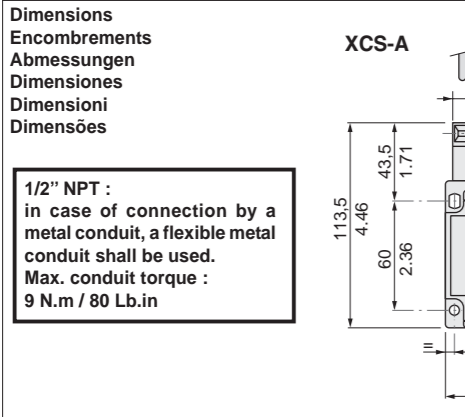 Dimensions
Encombrements
Abmessungen
Dimensiones
Dimensioni
Dimensões
1/2” NPT :
in case of connection by a
metal conduit, a flexible metal
conduit shall be used.
Max. conduit torque :
9 N.m / 80 Lb.in
XCS-A
43,5
1.71
113,5
4.46
60
2.36
=